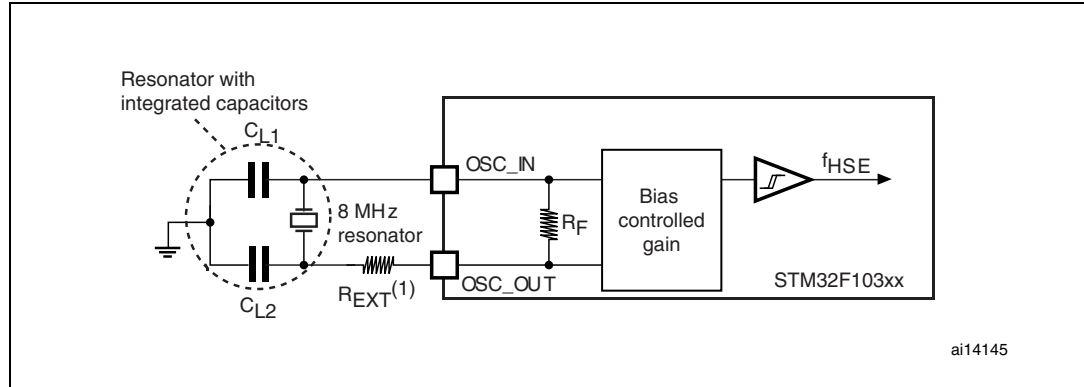 Resonator with
integrated capacitors
CL1
OSC_IN
fHSE
8 MHz
resonator
RF
Bias
controlled
gain
REXT(1)
OSC_OUT
STM32F103xx
CL2
ai14145